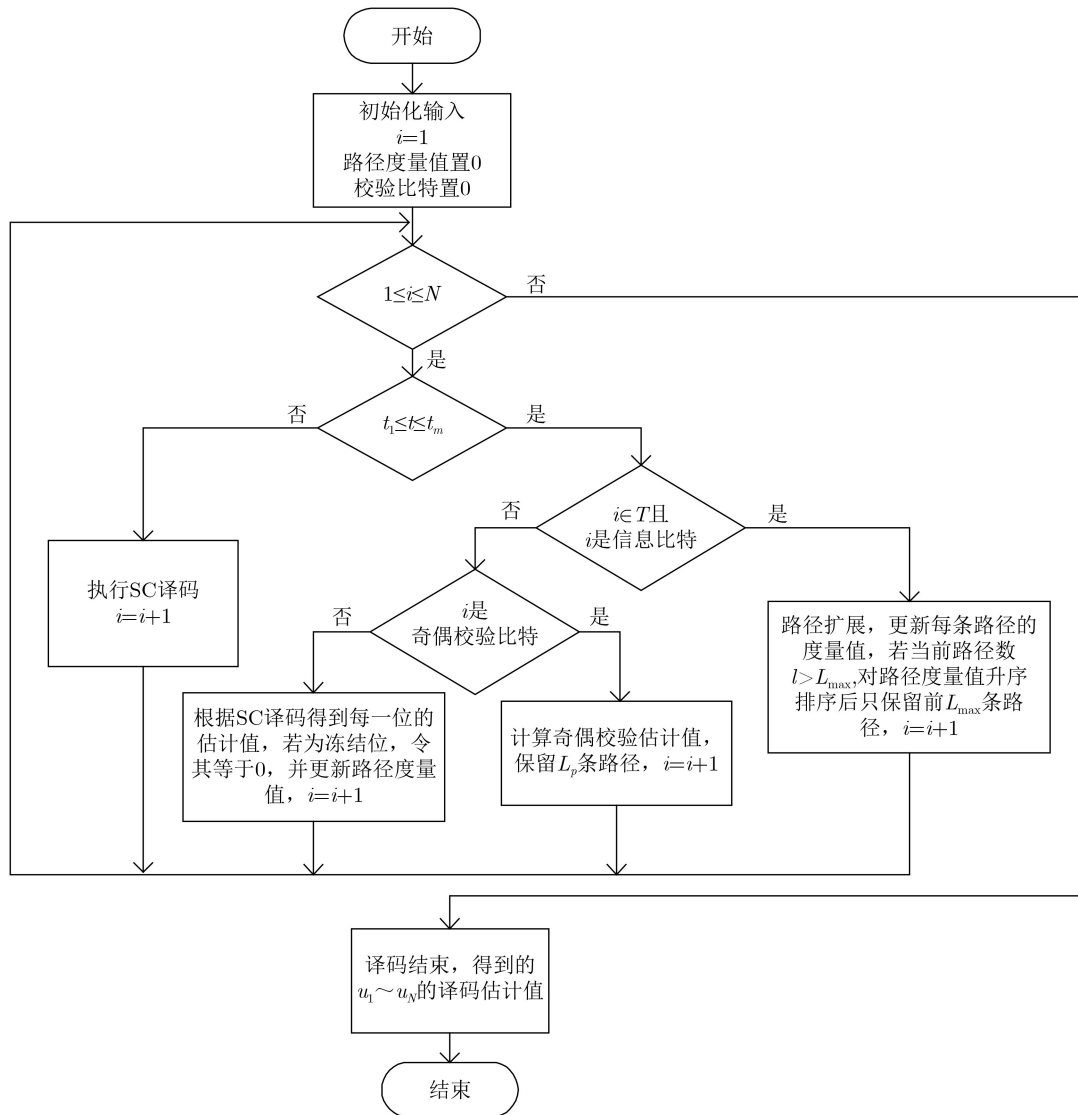 开始
初始化输入
i=1
路径度量值置0
校验比特置0
1≤i≤N
否
是
t₁≤t≤tₘ
否
是
i∈T且
i是信息比特
否
是
执行SC译码
i=i+1
i是
奇偶校验比特
否
是
路径扩展，更新每条路径的
度量值，若当前路径数
l>Lmax,对路径度量值升序
排序后只保留前Lmax条路
径，i=i+1
根据SC译码得到每一位的
估计值，若为冻结位，令
其等于0，并更新路径度量
值，i=i+1
计算奇偶校验估计值，
保留Lp条路径，i=i+1
译码结束，得到的
u₁～uN的译码估计值
结束